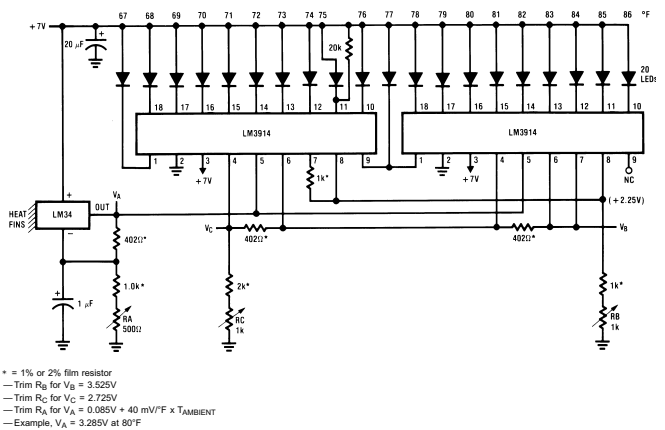 67 68 69 70 71 72 73 74 75 76 77 78 79 80 81 82 83 84 85 86 °F
+7V
20 µF
+
20k
20
LEDs
18 17 16 15 14 13 12 11 10 18 17 16 15 14 13 12 11 10
LM3914 LM3914
1 2 3 4 5 6 7 8 9 1 2 3 4 5 6 7 8 9
+7V +7V NC
1k*
+
HEAT
FINS
LM34
OUT
VA
−
(+2.25V)
402Ω*
VC
402Ω*
402Ω*
VB
+
1 µF
1.0k*
2k*
1k*
RA
500Ω
RC
1k
RB
1k
* = 1% or 2% film resistor
—Trim RB for VB = 3.525V
—Trim RC for VC = 2.725V
—Trim RA for VA = 0.085V + 40 mV/°F x TAMBIENT
—Example, VA = 3.285V at 80°F